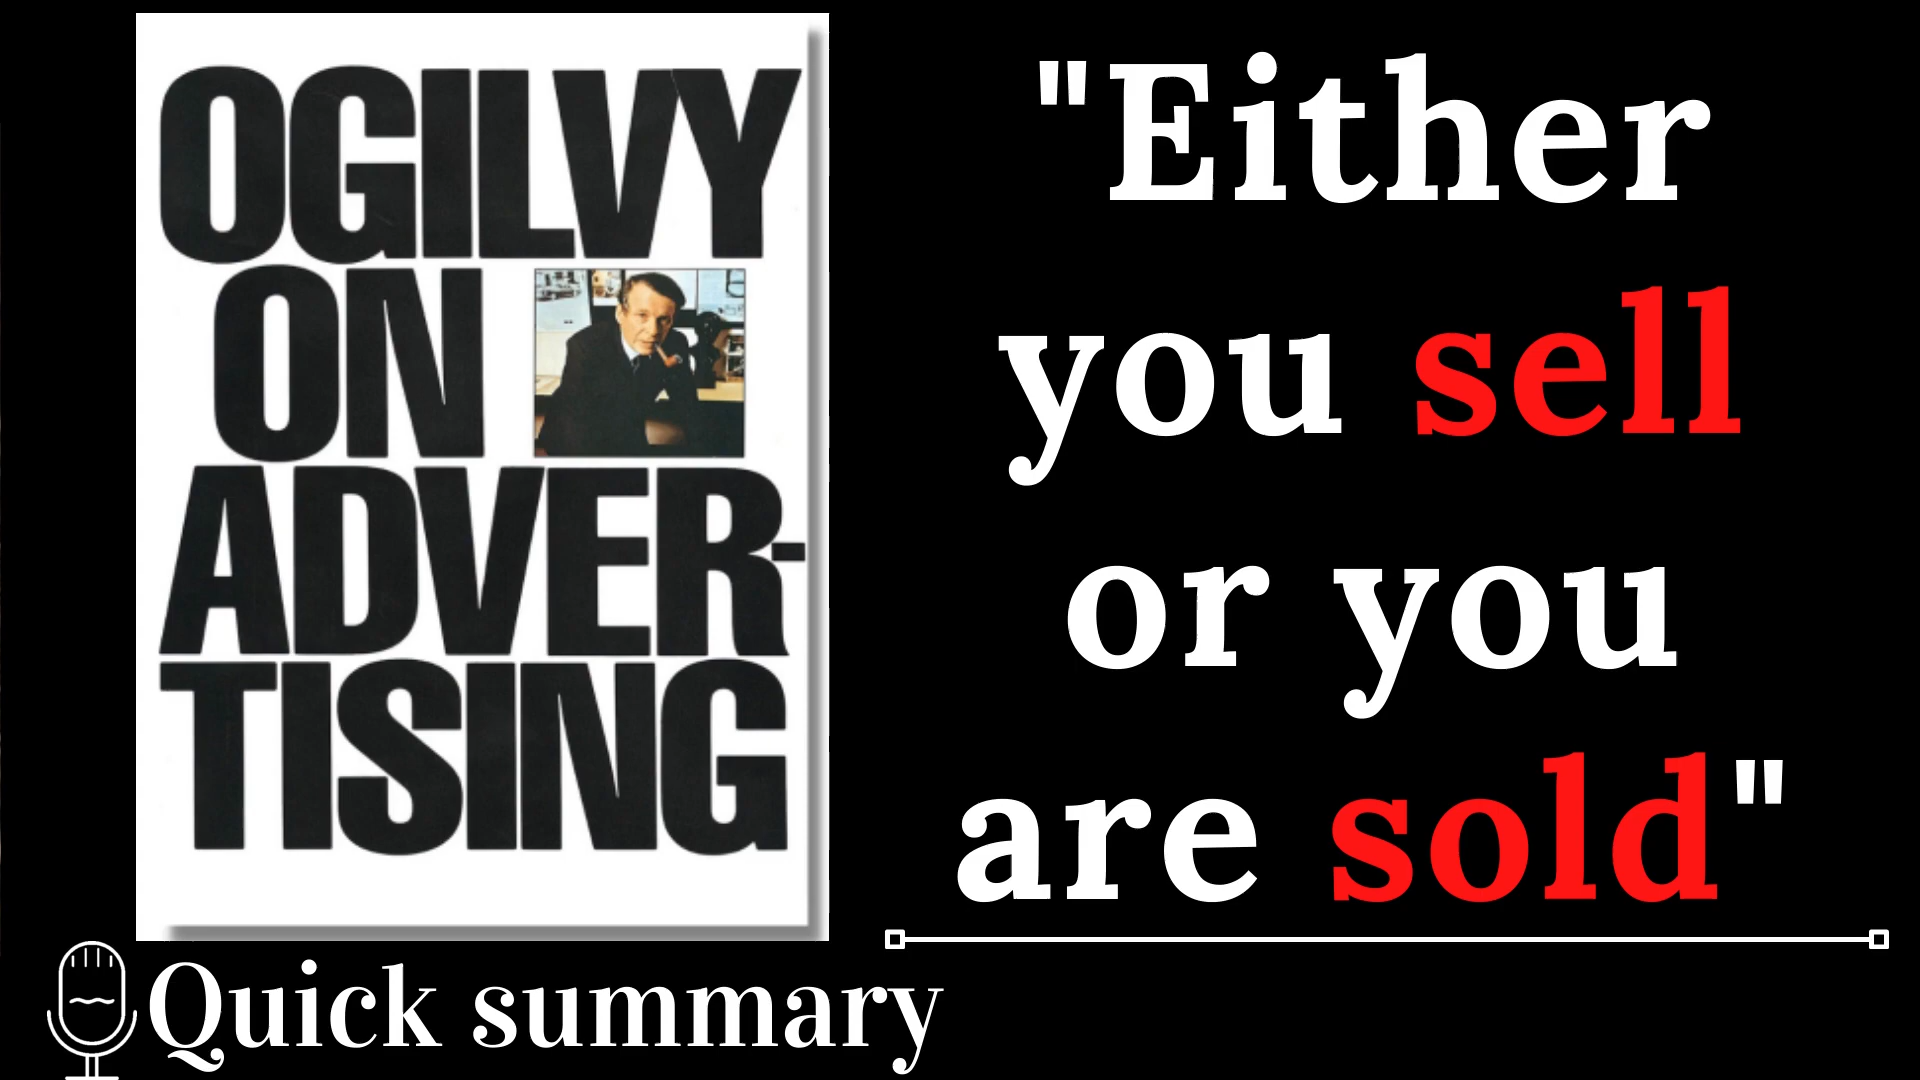 OGILVY
ON
ADVER-
TISING
"Either
you sell
or you
are sold"
Quick summary